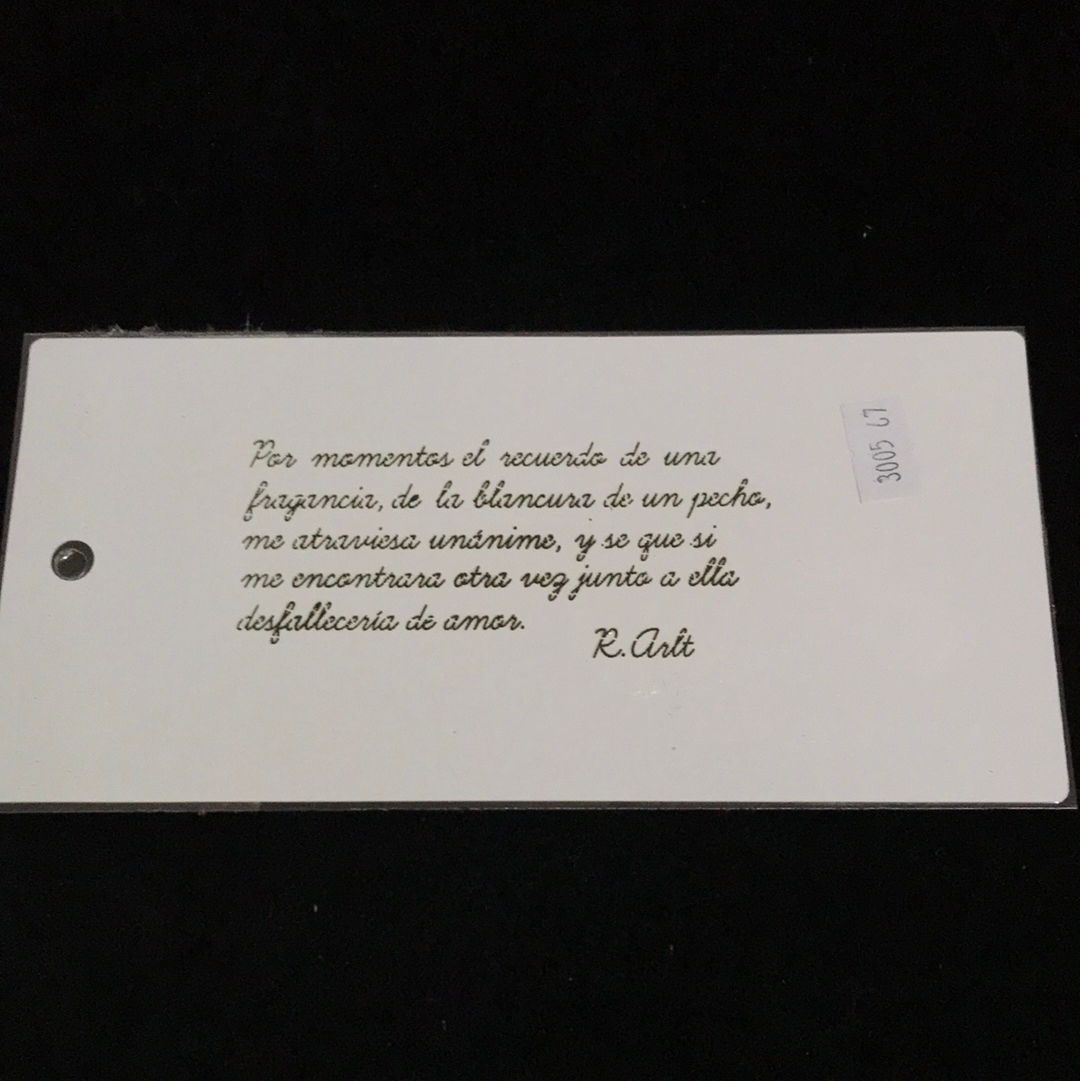 Por momentos el recuerdo de una
fragancia, de la blancura de un pecho,
me atraviesa unánime, y se que si
me encontrara otra vez junto a ella
desfallecería de amor.
R. Arlt
3005 67